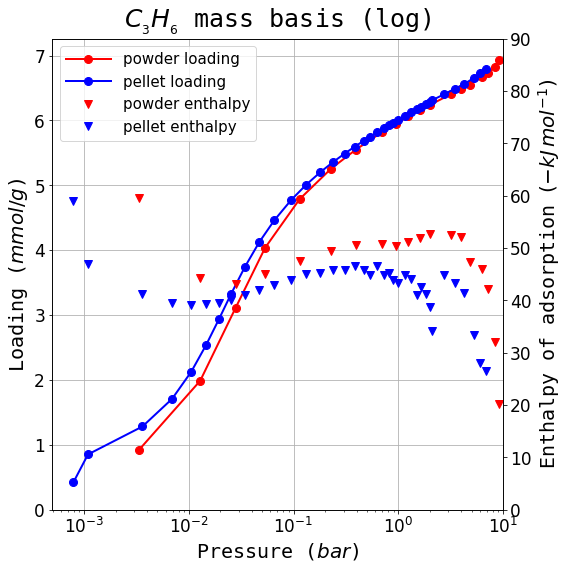 C₃H₆ mass basis (log)
powder loading
pellet loading
powder enthalpy
pellet enthalpy
Loading (mmol/g)
7
6
5
4
3
2
1
0
90
80
70
60
50
40
30
20
10
0
Enthalpy of adsorption (−kJ mol⁻¹)
10⁻³ 10⁻² 10⁻¹ 10⁰ 10¹
Pressure (bar)